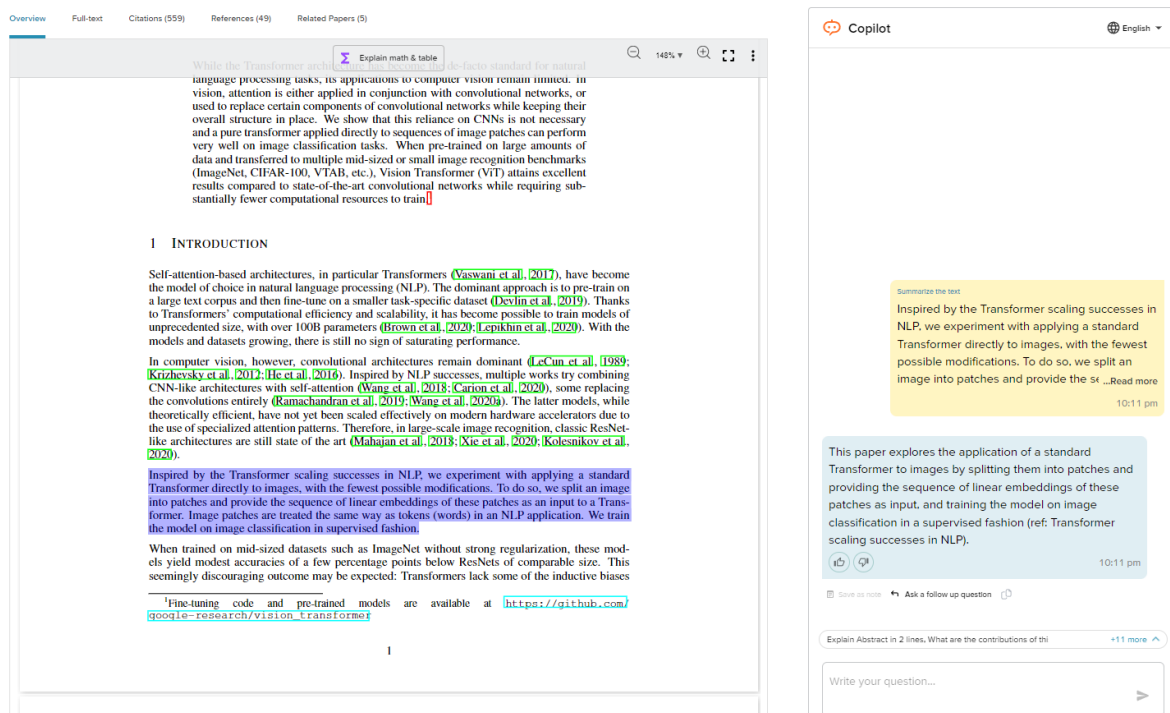 Overview Full-text Citations (559) References (49) Related Papers (5)
Explain math & table
148%
While the Transformer architecture has become the de-facto standard for natural
language processing tasks, its applications to computer vision remain limited. In
vision, attention is either applied in conjunction with convolutional networks, or
used to replace certain components of convolutional networks while keeping their
overall structure in place. We show that this reliance on CNNs is not necessary
and a pure transformer applied directly to sequences of image patches can perform
very well on image classification tasks. When pre-trained on large amounts of
data and transferred to multiple mid-sized or small image recognition benchmarks
(ImageNet, CIFAR-100, VTAB, etc.), Vision Transformer (ViT) attains excellent
results compared to state-of-the-art convolutional networks while requiring sub-
stantially fewer computational resources to train.
1 INTRODUCTION
Self-attention-based architectures, in particular Transformers (Vaswani et al., 2017), have become
the model of choice in natural language processing (NLP). The dominant approach is to pre-train on
a large text corpus and then fine-tune on a smaller task-specific dataset (Devlin et al., 2019). Thanks
to Transformers' computational efficiency and scalability, it has become possible to train models of
unprecedented size, with over 100B parameters (Brown et al., 2020; Lepikhin et al., 2020). With the
models and datasets growing, there is still no sign of saturating performance.
In computer vision, however, convolutional architectures remain dominant (LeCun et al., 1989;
Krizhevsky et al., 2012; He et al., 2016). Inspired by NLP successes, multiple works try combining
CNN-like architectures with self-attention (Wang et al., 2018; Carion et al., 2020), some replacing
the convolutions entirely (Ramachandran et al., 2019; Wang et al., 2020a). The latter models, while
theoretically efficient, have not yet been scaled effectively on modern hardware accelerators due to
the use of specialized attention patterns. Therefore, in large-scale image recognition, classic ResNet-
like architectures are still state of the art (Mahajan et al., 2018; Xie et al., 2020; Kolesnikov et al.,
2020).
Inspired by the Transformer scaling successes in NLP, we experiment with applying a standard
Transformer directly to images, with the fewest possible modifications. To do so, we split an image
into patches and provide the sequence of linear embeddings of these patches as an input to a Trans-
former. Image patches are treated the same way as tokens (words) in an NLP application. We train
the model on image classification in supervised fashion.
When trained on mid-sized datasets such as ImageNet without strong regularization, these mod-
els yield modest accuracies of a few percentage points below ResNets of comparable size. This
seemingly discouraging outcome may be expected: Transformers lack some of the inductive biases
1Fine-tuning code and pre-trained models are available at https://github.com/
google-research/vision_transformer
1
Copilot
English
Summarize the text
Inspired by the Transformer scaling successes in
NLP, we experiment with applying a standard
Transformer directly to images, with the fewest
possible modifications. To do so, we split an
image into patches and provide the se ...Read more
10:11 pm
This paper explores the application of a standard
Transformer to images by splitting them into patches and
providing the sequence of linear embeddings of these
patches as input, and training the model on image
classification in a supervised fashion (ref: Transformer
scaling successes in NLP).
10:11 pm
Save as note Ask a follow up question
Explain Abstract in 2 lines, What are the contributions of thi +11 more
Write your question...